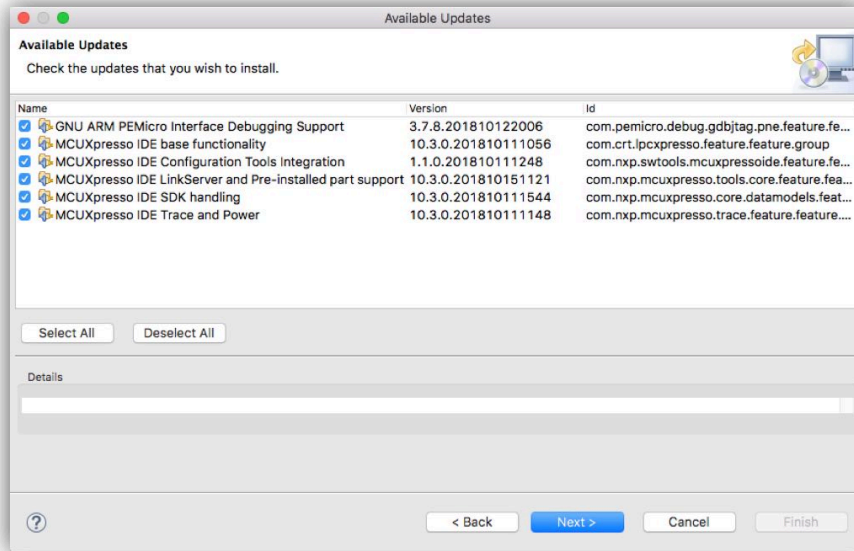 Available Updates
Available Updates
Check the updates that you wish to install.
Name Version Id
GNU ARM PEMicro Interface Debugging Support 3.7.8.201810122006 com.pemicro.debug.gdbjtag.pne.feature.fe...
MCUXpresso IDE base functionality 10.3.0.201810111056 com.crt.lpcxpresso.feature.feature.group
MCUXpresso IDE Configuration Tools Integration 1.1.0.201810111248 com.nxp.swtools.mcuxpressoide.feature.fe...
MCUXpresso IDE LinkServer and Pre-installed part support 10.3.0.201810151121 com.nxp.mcuxpresso.tools.core.feature.fea...
MCUXpresso IDE SDK handling 10.3.0.201810111544 com.nxp.mcuxpresso.core.datamodels.feat...
MCUXpresso IDE Trace and Power 10.3.0.201810111148 com.nxp.mcuxpresso.trace.feature.feature....
Select All Deselect All
Details
? < Back Next > Cancel Finish